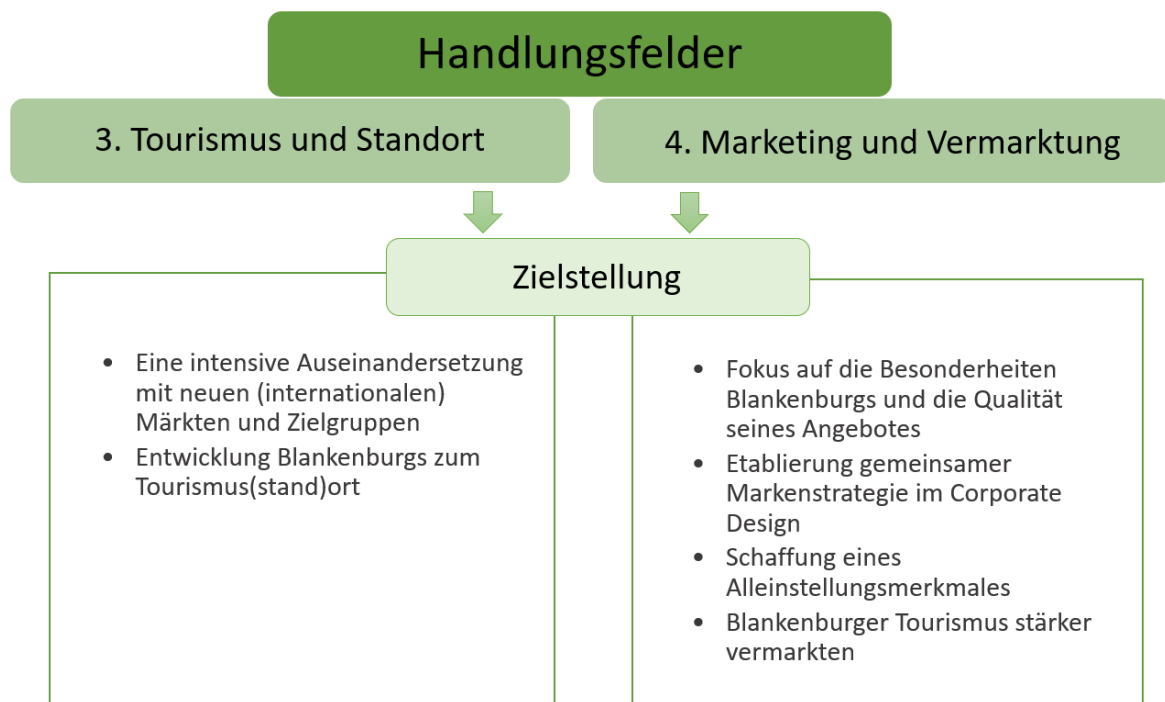 Handlungsfelder
3. Tourismus und Standort
4. Marketing und Vermarktung
Zielstellung
• Eine intensive Auseinandersetzung
mit neuen (internationalen)
Märkten und Zielgruppen
• Entwicklung Blankenburgs zum
Tourismus(stand)ort
• Fokus auf die Besonderheiten
Blankenburgs und die Qualität
seines Angebotes
• Etablierung gemeinsamer
Markenstrategie im Corporate
Design
• Schaffung eines
Alleinstellungsmerkmales
• Blankenburger Tourismus stärker
vermarkten